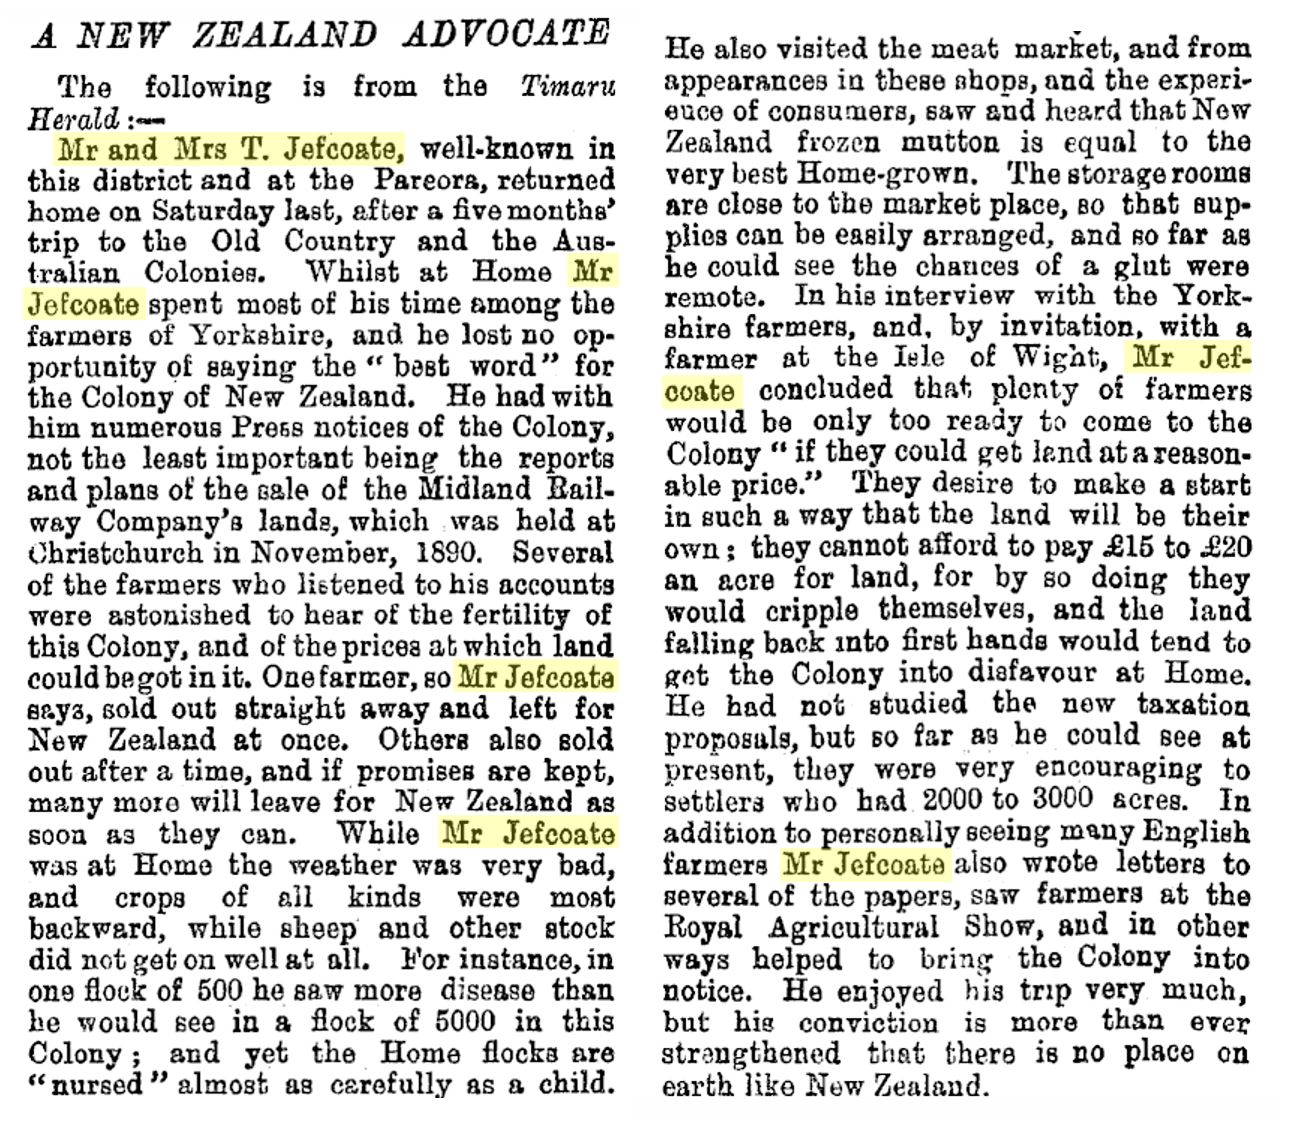 A NEW ZEALAND ADVOCATE
The following is from the Timaru
Herald :—
Mr and Mrs T. Jefcoate, well-known in
this district and at the Pareora, returned
home on Saturday last, after a five months'
trip to the Old Country and the Aus-
tralian Colonies. Whilst at Home Mr
Jefcoate spent most of his time among the
farmers of Yorkshire, and he lost no op-
portunity of saying the "best word" for
the Colony of New Zealand. He had with
him numerous Press notices of the Colony,
not the least important being the reports
and plans of the sale of the Midland Rail-
way Company's lands, which was held at
Christchurch in November, 1890. Several
of the farmers who listened to his accounts
were astonished to hear of the fertility of
this Colony, and of the prices at which land
could be got in it. One farmer, so Mr Jefcoate
says, sold out straight away and left for
New Zealand at once. Others also sold
out after a time, and if promises are kept,
many more will leave for New Zealand as
soon as they can. While Mr Jefcoate
was at Home the weather was very bad,
and crops of all kinds were most
backward, while sheep and other stock
did not get on well at all. For instance, in
one flock of 500 he saw more disease than
he would see in a flock of 5000 in this
Colony ; and yet the Home flocks are
"nursed" almost as carefully as a child.
He also visited the meat market, and from
appearances in these shops, and the experi-
ence of consumers, saw and heard that New
Zealand frozen mutton is equal to the
very best Home-grown. The storage rooms
are close to the market place, so that sup-
plies can be easily arranged, and so far as
he could see the chances of a glut were
remote. In his interview with the York-
shire farmers, and, by invitation, with a
farmer at the Isle of Wight, Mr Jef-
coate concluded that plenty of farmers
would be only too ready to come to the
Colony "if they could get land at a reason-
able price." They desire to make a start
in such a way that the land will be their
own ; they cannot afford to pay £15 to £20
an acre for land, for by so doing they
would cripple themselves, and the land
falling back into first hands would tend to
get the Colony into disfavour at Home.
He had not studied the new taxation
proposals, but so far as he could see at
present, they were very encouraging to
settlers who had 2000 to 3000 acres. In
addition to personally seeing many English
farmers Mr Jefcoate also wrote letters to
several of the papers, saw farmers at the
Royal Agricultural Show, and in other
ways helped to bring the Colony into
notice. He enjoyed his trip very much,
but his conviction is more than ever
strengthened that there is no place on
earth like New Zealand.